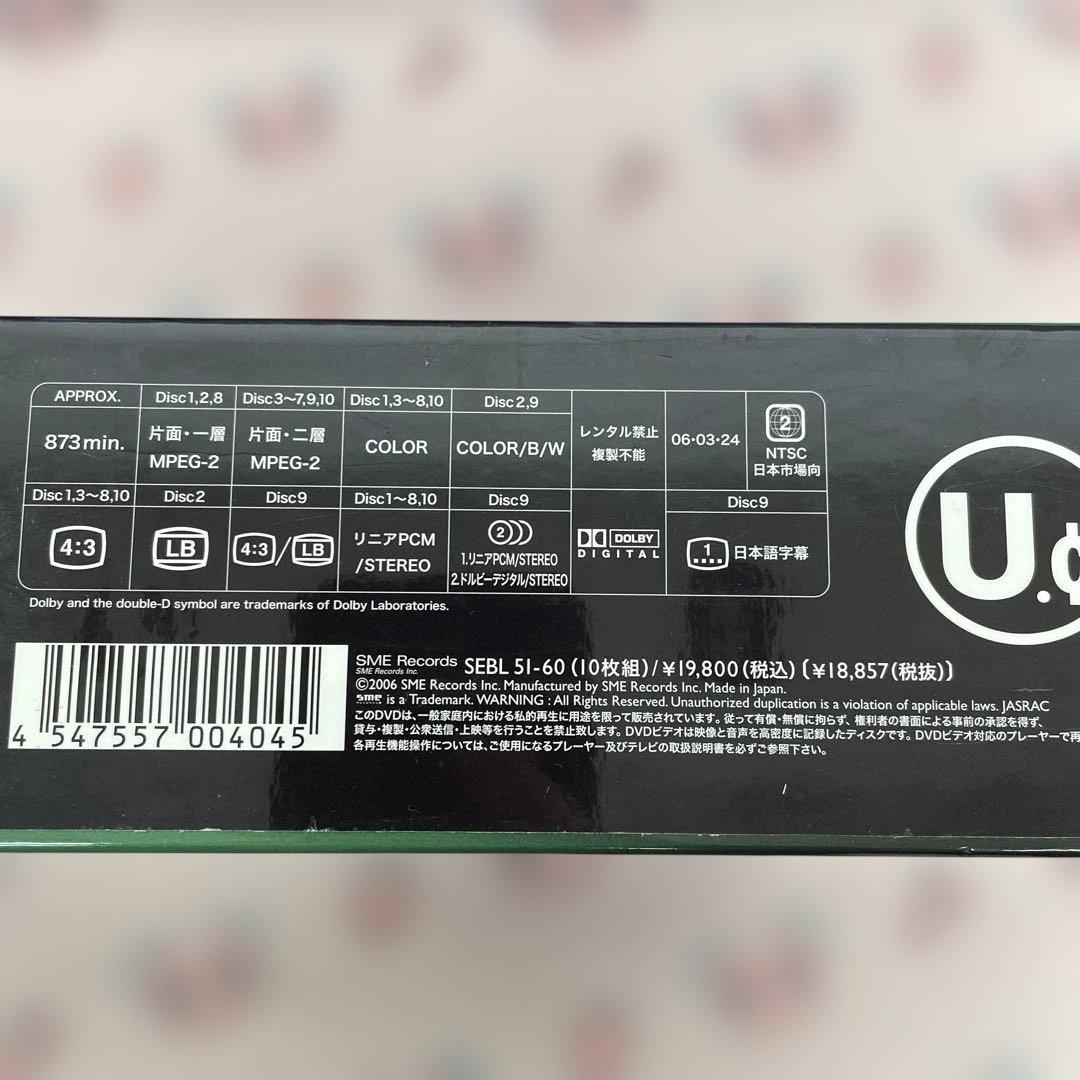 APPROX.
Disc1,2,8
Disc3〜7,9,10
Disc1,3〜8,10
Disc2,9
873min.
片面・一層
MPEG-2
片面・二層
MPEG-2
COLOR
COLOR/B/W
レンタル禁止
複製不能
06・03・24
2
NTSC
日本市場向
Disc1,3〜8,10
Disc2
Disc9
Disc1〜8,10
Disc9
Disc9
4:3
LB
4:3/LB
リニアPCM
/STEREO
2
1.リニアPCM/STEREO
2.ドルビーデジタル/STEREO
DOLBY
DIGITAL
1
日本語字幕
Dolby and the double-D symbol are trademarks of Dolby Laboratories.
U.¢
4 547557 004045
SME Records
SME Records Inc.
SEBL 51-60 (10枚組)/¥19,800(税込)〔¥18,857(税抜)〕
©2006 SME Records Inc. Manufactured by SME Records Inc. Made in Japan.
sme is a Trademark. WARNING : All Rights Reserved. Unauthorized duplication is a violation of applicable laws. JASRAC
このDVDは、一般家庭内における私的再生に用途を限って販売されています。従って有償・無償に拘らず、権利者の書面による事前の承認を得ず、
貸与・複製・公衆送信・上映等を行うことを禁止致します。DVDビデオは映像と音声を高密度に記録したディスクです。DVDビデオ対応のプレーヤーで再
各再生機能操作については、ご使用になるプレーヤー及びテレビの取扱説明書を必ずご参照下さい。